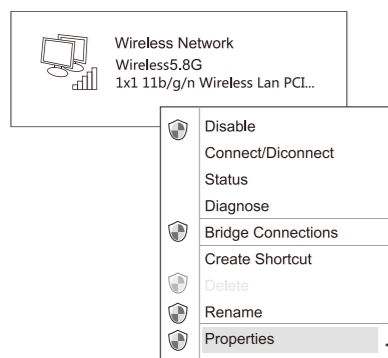 Wireless Network
Wireless5.8G
1x1 11b/g/n Wireless Lan PCI...
Disable
Connect/Diconnect
Status
Diagnose
Bridge Connections
Create Shortcut
Delete
Rename
Properties